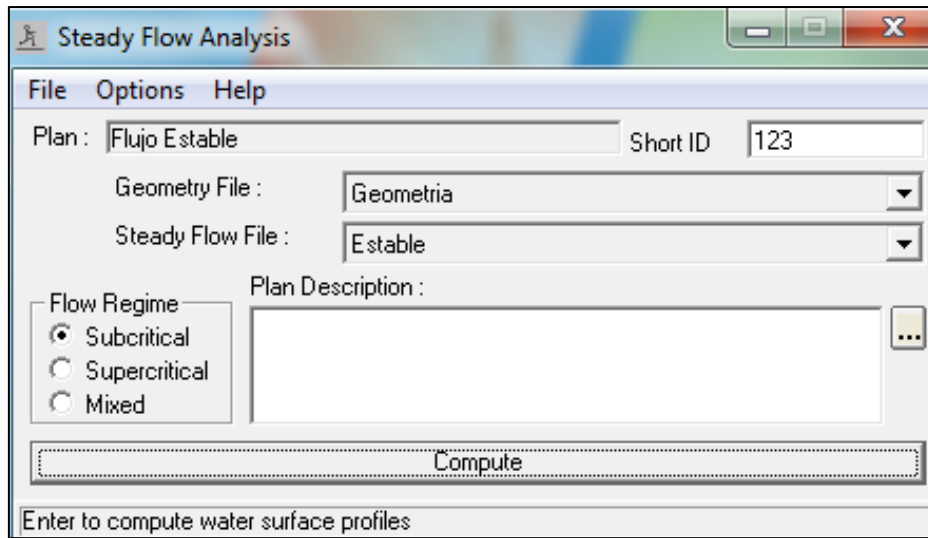 Steady Flow Analysis
File Options Help
Plan : Flujo Estable Short ID 123
Geometry File : Geometria
Steady Flow File : Estable
Plan Description :
Flow Regime
Subcritical
Supercritical
Mixed
...
Compute
Enter to compute water surface profiles